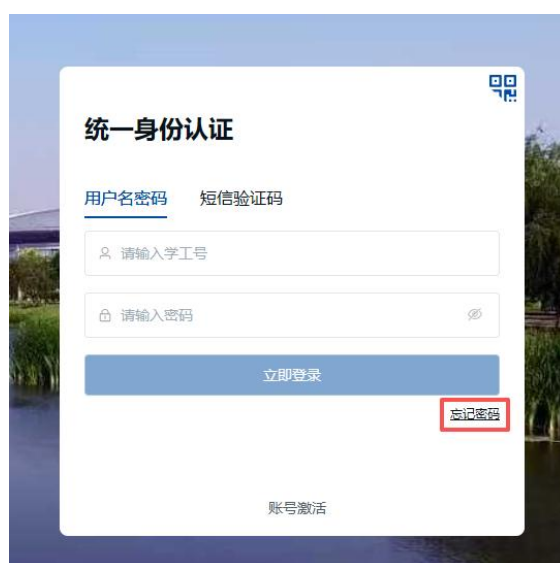 统一身份认证
用户名密码 短信验证码
请输入学工号
请输入密码
立即登录
忘记密码
账号激活